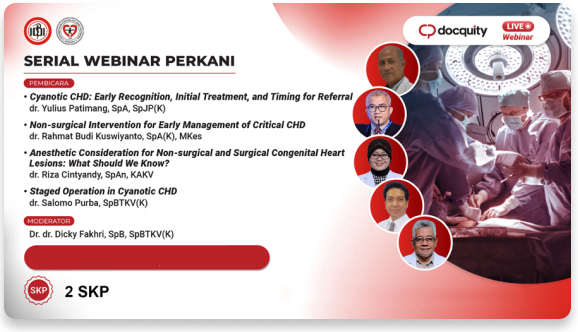 docquity
LIVE
Webinar
SERIAL WEBINAR PERKANI
PEMBICARA
• Cyanotic CHD: Early Recognition, Initial Treatment, and Timing for Referral
dr. Yulius Patimang, SpA, SpJP(K)
• Non-surgical Intervention for Early Management of Critical CHD
dr. Rahmat Budi Kuswiyanto, SpA(K), MKes
• Anesthetic Consideration for Non-surgical and Surgical Congenital Heart
Lesions: What Should We Know?
dr. Riza Cintyandy, SpAn, KAKV
• Staged Operation in Cyanotic CHD
dr. Salomo Purba, SpBTKV(K)
MODERATOR
Dr. dr. Dicky Fakhri, SpB, SpBTKV(K)
SKP
2 SKP